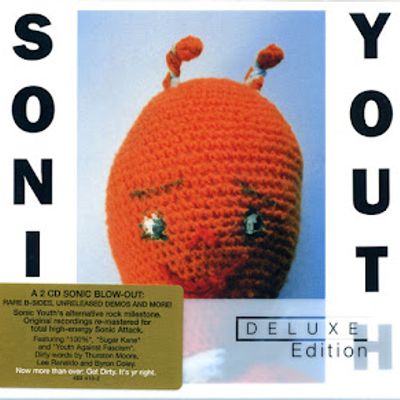 SONI
YOUTH
A 2 CD SONIC BLOW-OUT:
RARE B-SIDES, UNRELEASED DEMOS AND MORE!
Sonic Youth's alternative rock milestone.
Original recordings re-mastered for
total high-energy Sonic Attack.
Featuring "100%", "Sugar Kane"
and "Youth Against Fascism".
Dirty words by Thurston Moore,
Lee Ranaldo and Byron Coley.
Now more than ever: Get Dirty. It's yr right.
DELUXE
Edition